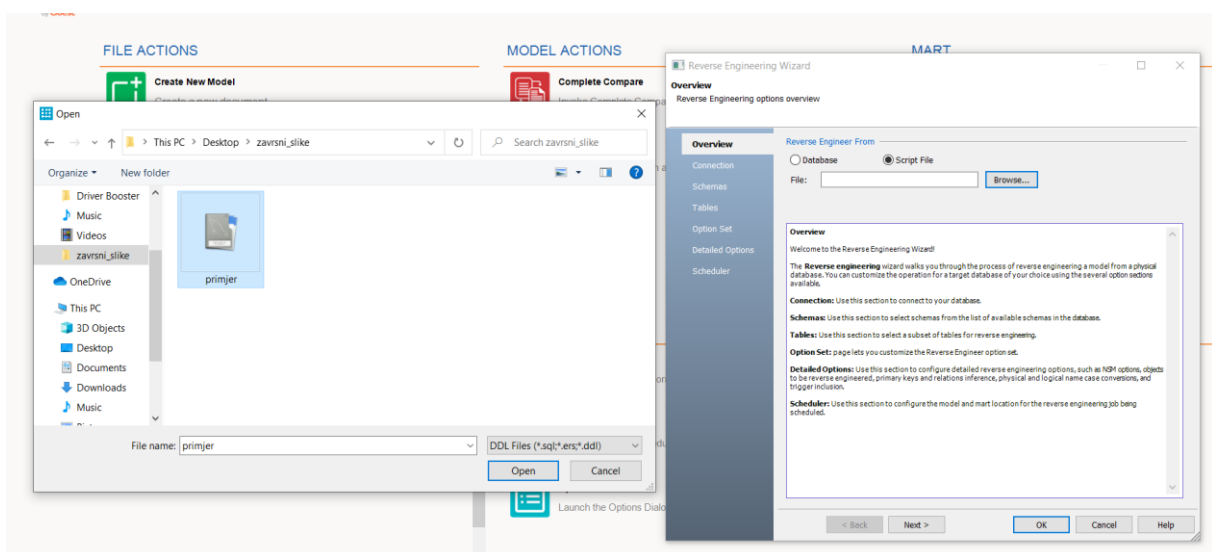 Quest
FILE ACTIONS
Create New Model
Create a new document
MODEL ACTIONS
Complete Compare
Invoke Complete Compa
MART
Open
This PC > Desktop > zavrsni_slike
Search zavrsni_slike
Organize
New folder
Driver Booster
Music
Videos
zavrsni_slike
OneDrive
This PC
3D Objects
Desktop
Documents
Downloads
Music
primjer
File name: primjer
DDL Files (*.sql;*.ers;*.ddl)
Open
Cancel
Launch the Options Dialo
Reverse Engineering Wizard
Overview
Reverse Engineering options overview
Overview
Connection
Schemas
Tables
Option Set
Detailed Options
Scheduler
Reverse Engineer From
Database
Script File
File:
Browse...
Overview
Welcome to the Reverse Engineering Wizard!
The Reverse engineering wizard walks you through the process of reverse engineering a model from a physical
database. You can customize the operation for a target database of your choice using the several option sections
available.
Connection: Use this section to connect to your database.
Schemas: Use this section to select schemas from the list of available schemas in the database.
Tables: Use this section to select a subset of tables for reverse engineering.
Option Set: page lets you customize the Reverse Engineer option set.
Detailed Options: Use this section to configure detailed reverse engineering options, such as NSM options, objects
to be reverse engineered, primary keys and relations inference, physical and logical name case conversions, and
trigger inclusion.
Scheduler: Use this section to configure the model and mart location for the reverse engineering job being
scheduled.
< Back
Next >
OK
Cancel
Help